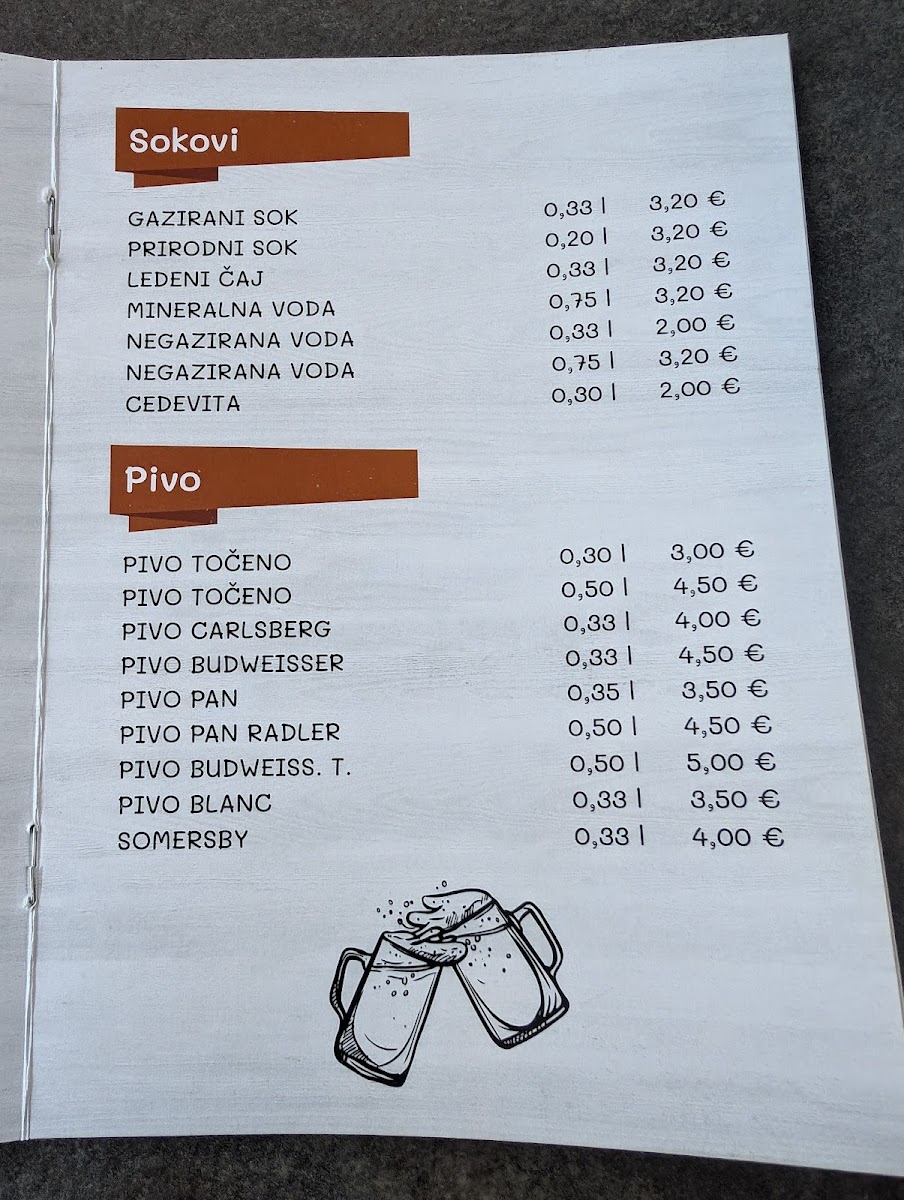 Sokovi
GAZIRANI SOK 0,33 l 3,20 €
PRIRODNI SOK 0,20 l 3,20 €
LEDENI ČAJ 0,33 l 3,20 €
MINERALNA VODA 0,75 l 3,20 €
NEGAZIRANA VODA 0,33 l 2,00 €
NEGAZIRANA VODA 0,75 l 3,20 €
CEDEVITA 0,30 l 2,00 €
Pivo
PIVO TOČENO 0,30 l 3,00 €
PIVO TOČENO 0,50 l 4,50 €
PIVO CARLSBERG 0,33 l 4,00 €
PIVO BUDWEISSER 0,33 l 4,50 €
PIVO PAN 0,35 l 3,50 €
PIVO PAN RADLER 0,50 l 4,50 €
PIVO BUDWEISS. T. 0,50 l 5,00 €
PIVO BLANC 0,33 l 3,50 €
SOMERSBY 0,33 l 4,00 €